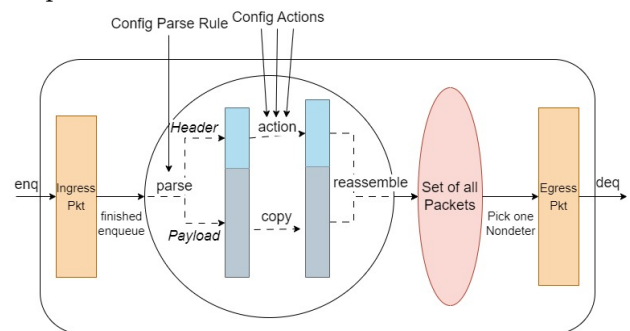 Config Parse Rule
Config Actions
Header
action
enq
Ingress
Pkt
finished
enqueue
parse
Payload
copy
reassemble
Set of all
Packets
Pick one
Nondeter
Egress
Pkt
deq